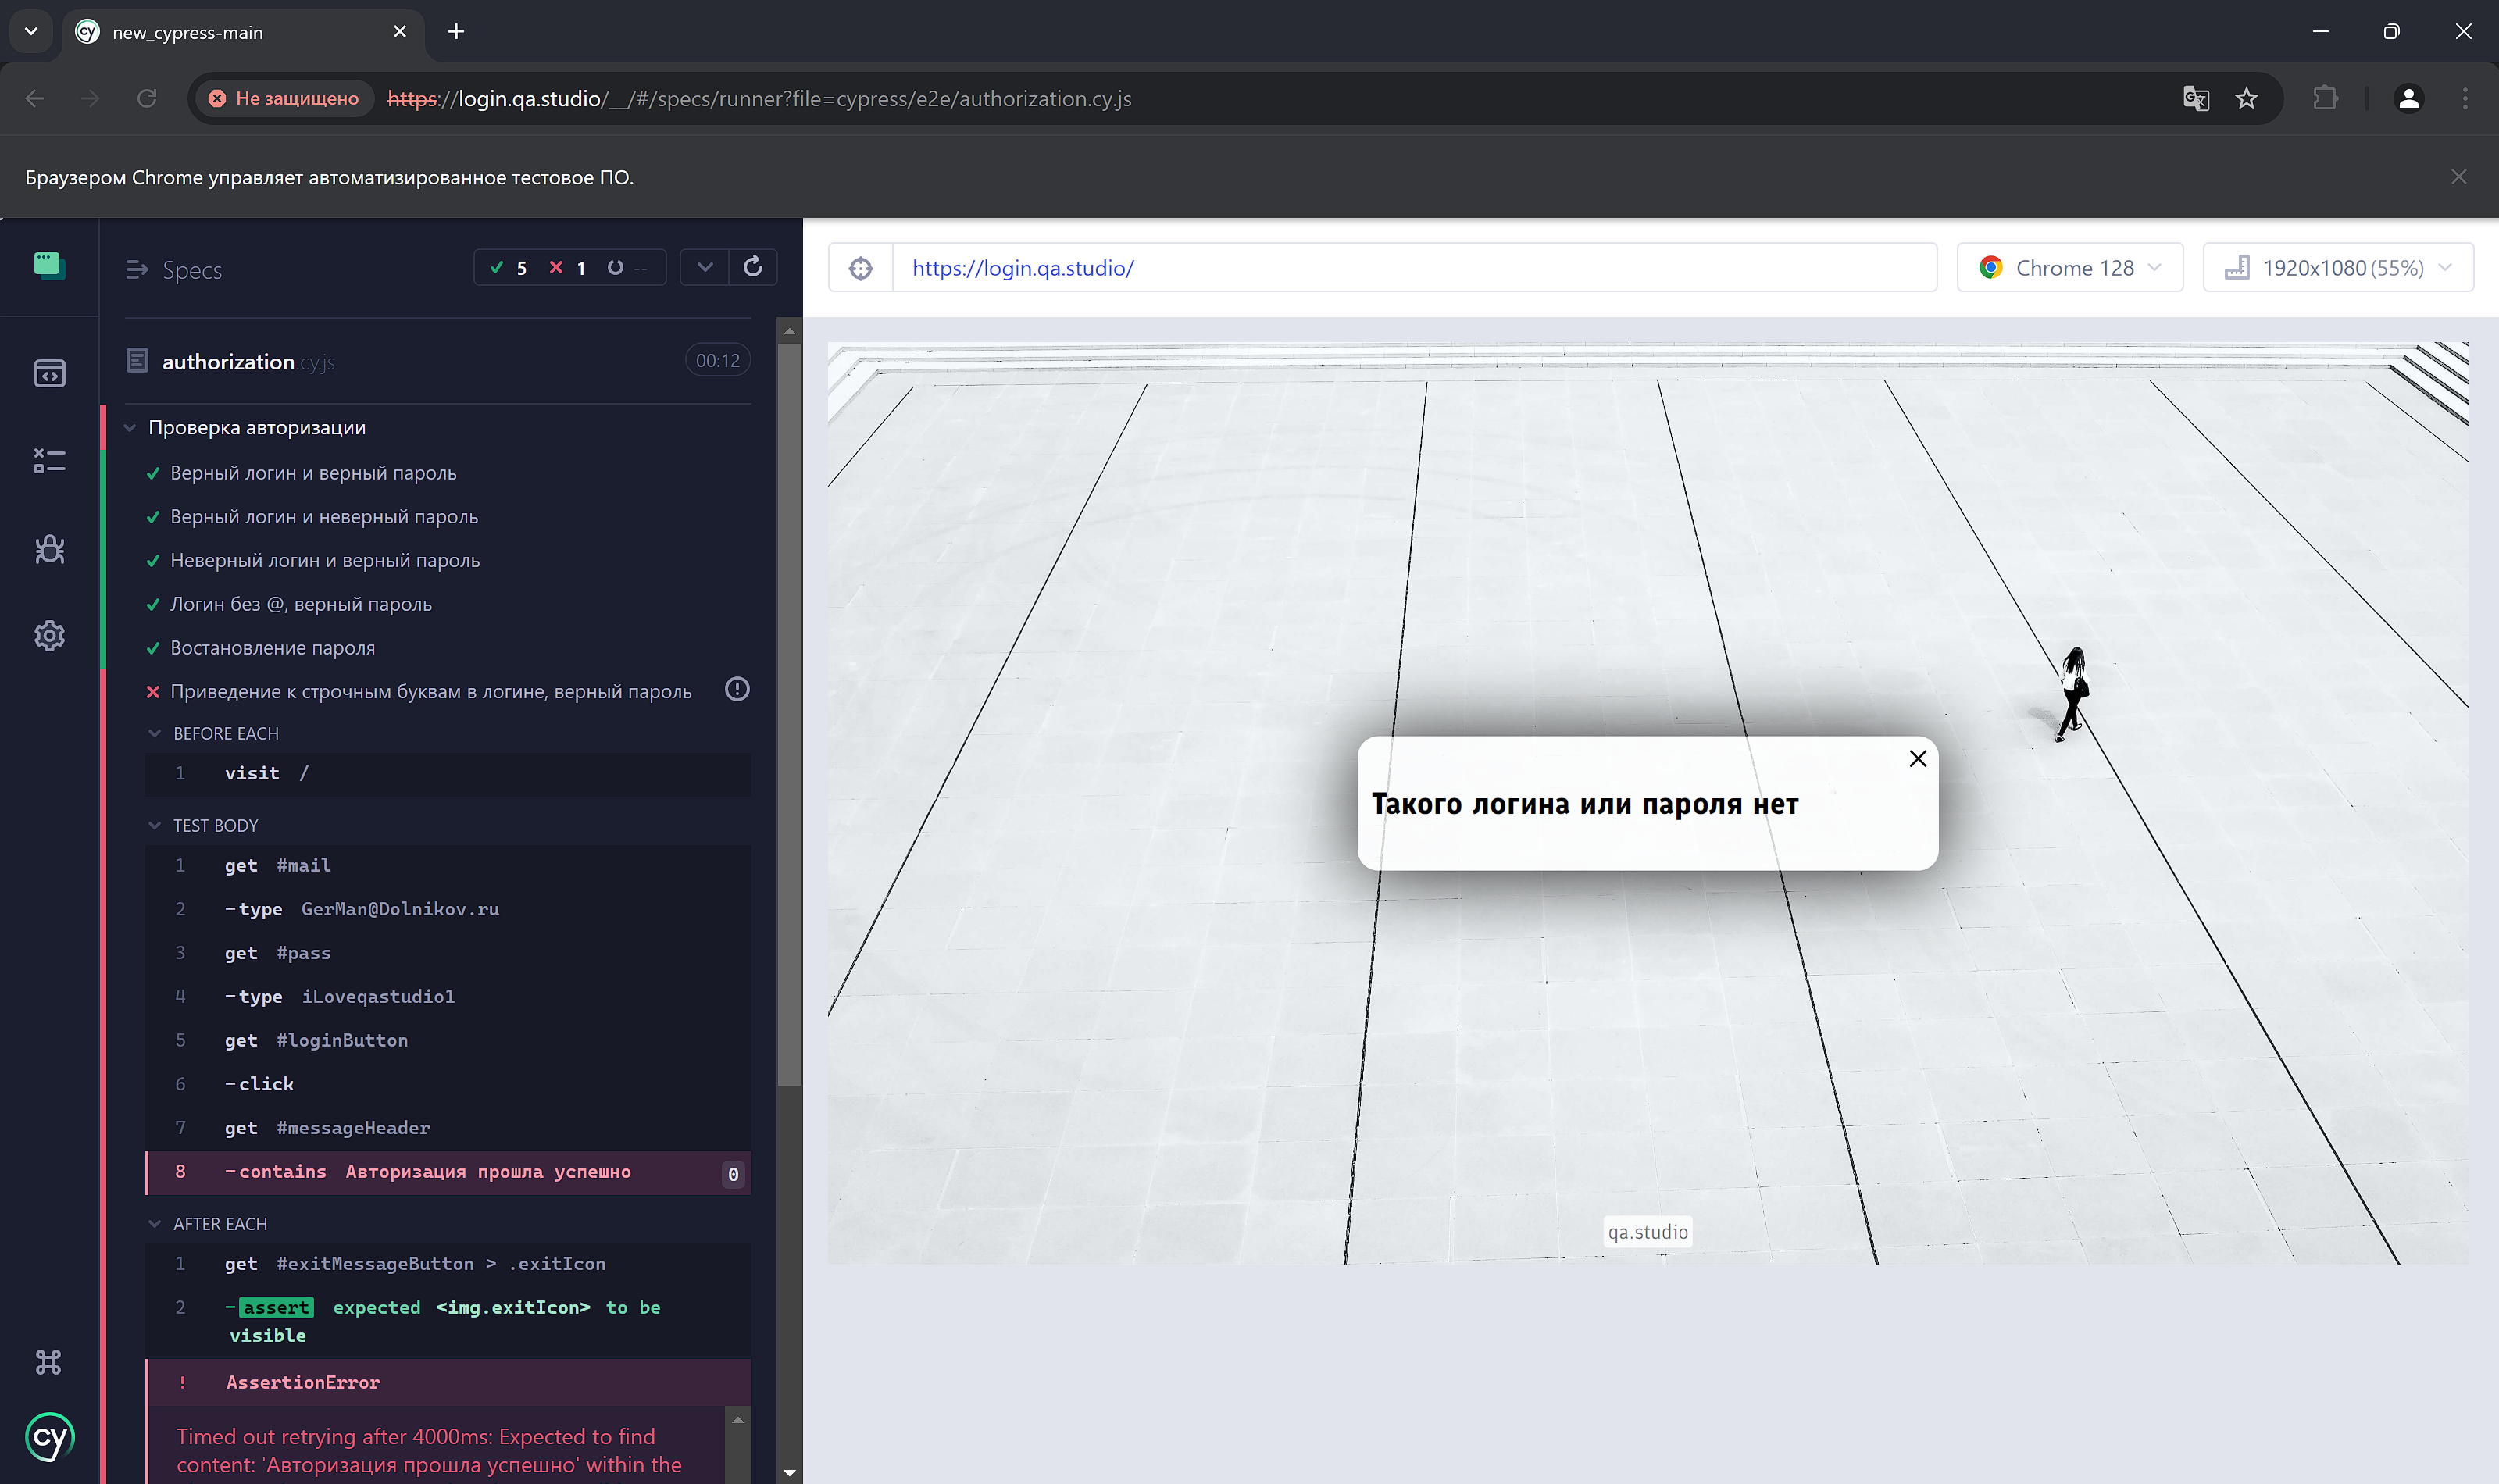 new_cypress-main
Не защищено
https://login.qa.studio/__/#/specs/runner?file=cypress/e2e/authorization.cy.js
Браузером Chrome управляет автоматизированное тестовое ПО.
Specs
5 1 --
https://login.qa.studio/
Chrome 128
1920x1080 (55%)
authorization.cy.js
00:12
Проверка авторизации
Верный логин и верный пароль
Верный логин и неверный пароль
Неверный логин и верный пароль
Логин без @, верный пароль
Востановление пароля
Приведение к строчным буквам в логине, верный пароль
BEFORE EACH
1 visit /
TEST BODY
1 get #mail
2 -type GerMan@Dolnikov.ru
3 get #pass
4 -type iLoveqastudio1
5 get #loginButton
6 -click
7 get #messageHeader
8 -contains Авторизация прошла успешно 0
AFTER EACH
1 get #exitMessageButton > .exitIcon
2 -assert expected <img.exitIcon> to be
visible
! AssertionError
Timed out retrying after 4000ms: Expected to find
content: 'Авторизация прошла успешно' within the
cy
Такого логина или пароля нет
qa.studio